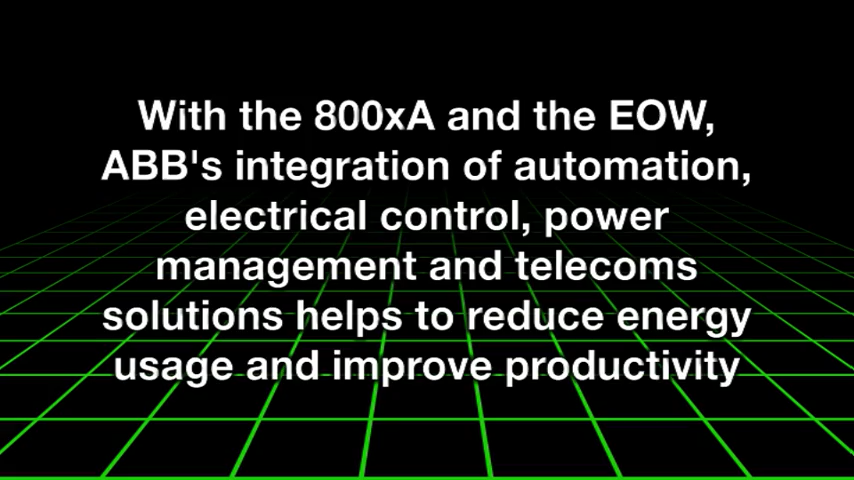 With the 800xA and the EOW,
ABB's integration of automation,
electrical control, power
management and telecoms
solutions helps to reduce energy
usage and improve productivity